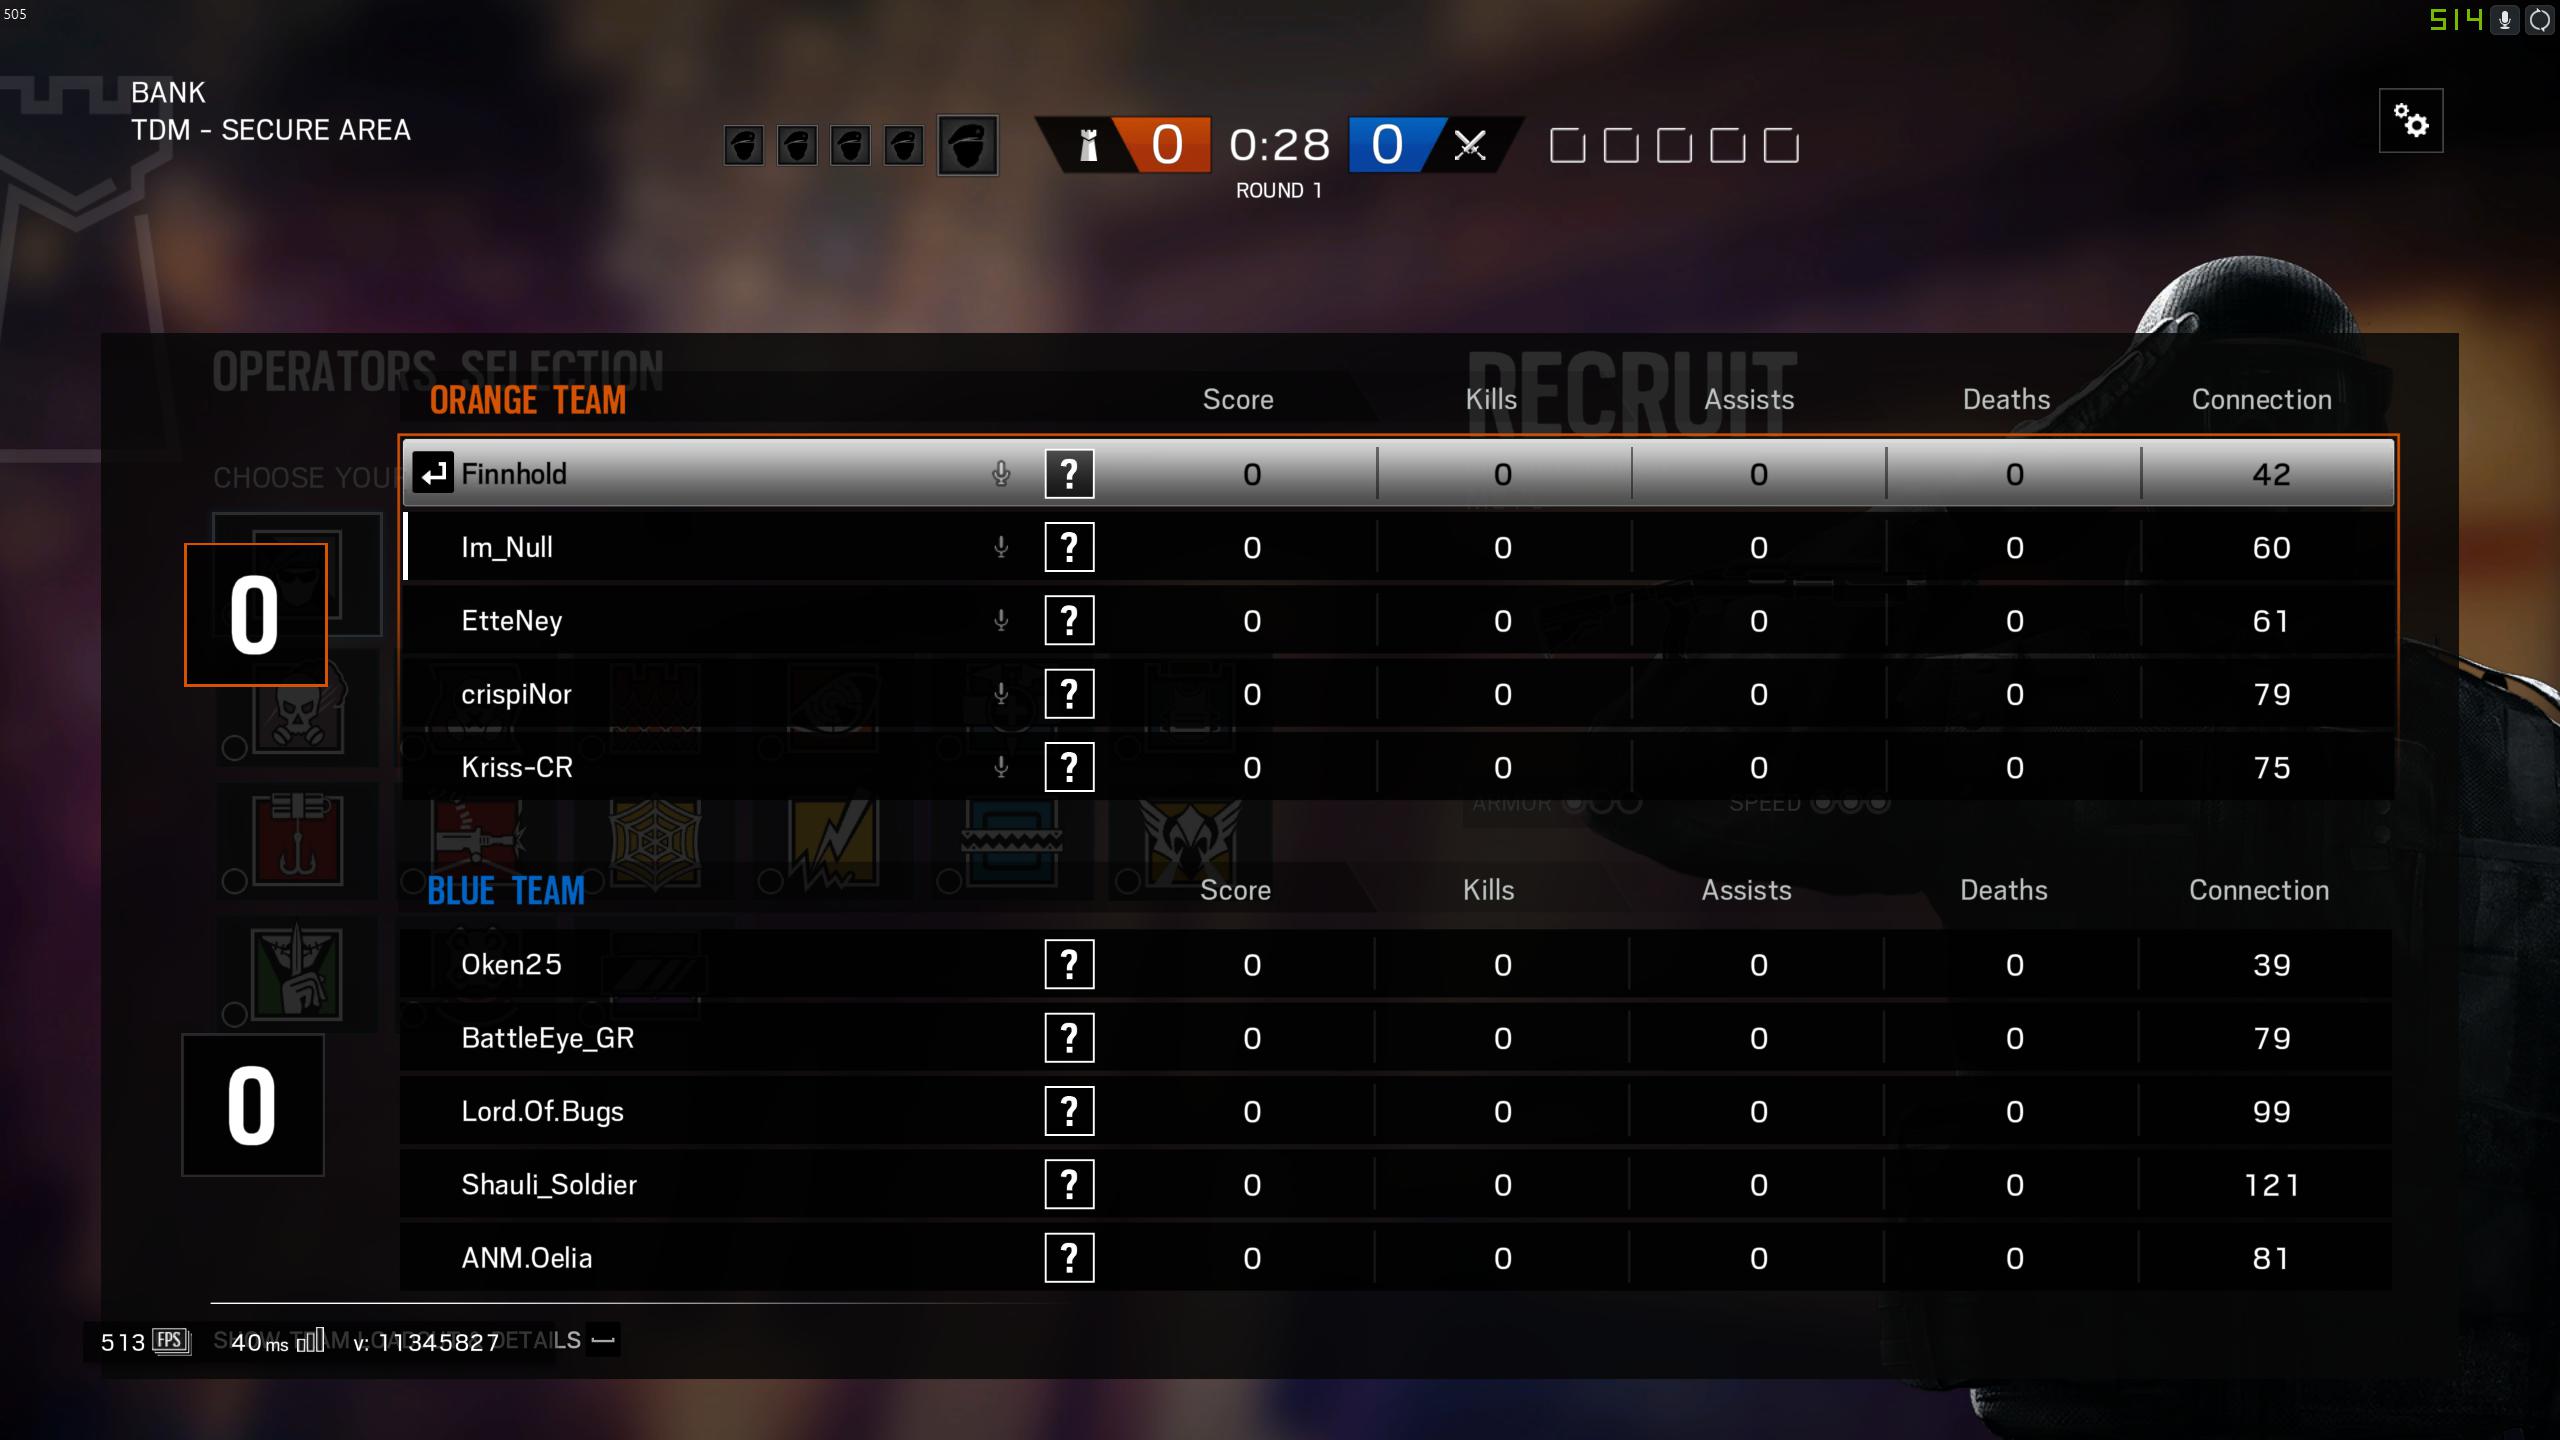 505
514
BANK
TDM - SECURE AREA
0 0:28 0
ROUND 1
OPERATORS SELECTION
RECRUIT
ORANGE TEAM Score Kills Assists Deaths Connection
CHOOSE YOUR
Finnhold ? 0 0 0 0 42
Im_Null ? 0 0 0 0 60
0
EtteNey ? 0 0 0 0 61
crispiNor ? 0 0 0 0 79
Kriss-CR ? 0 0 0 0 75
ARMOR SPEED
BLUE TEAM Score Kills Assists Deaths Connection
Oken25 ? 0 0 0 0 39
BattleEye_GR ? 0 0 0 0 79
0
Lord.Of.Bugs ? 0 0 0 0 99
Shauli_Soldier ? 0 0 0 0 121
ANM.Oelia ? 0 0 0 0 81
SHOW TEAM LOADOUT & DETAILS
513 FPS 40 ms v: 11345827